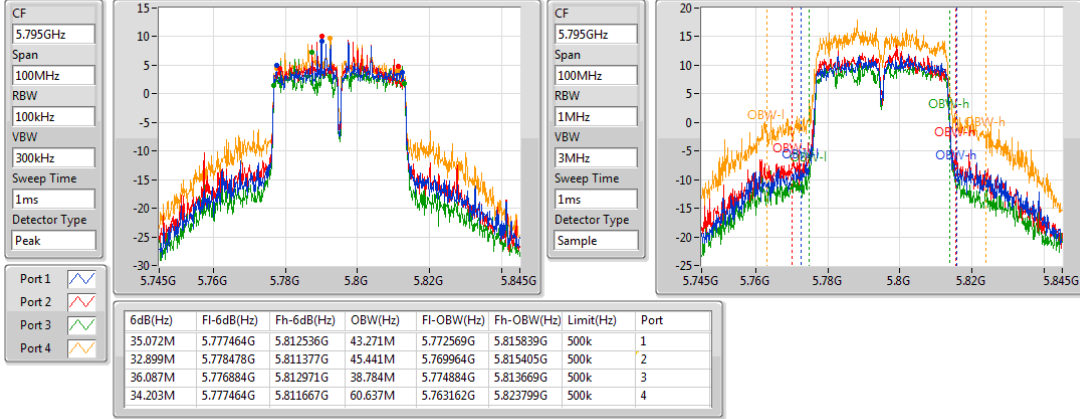 CF
5.795GHz
Span
100MHz
RBW
100kHz
VBW
300kHz
Sweep Time
1ms
Detector Type
Peak
15
10
5
0
-5
-10
-15
-20
-25
-30
5.745G 5.76G 5.78G 5.8G 5.82G 5.845G
CF
5.795GHz
Span
100MHz
RBW
1MHz
VBW
3MHz
Sweep Time
1ms
Detector Type
Sample
20
15
10
5
0
-5
-10
-15
-20
-25
OBW-l
OBW-h
OBW-h
OBW-h
OBW-h
5.745G 5.76G 5.78G 5.8G 5.82G 5.845G
Port 1
Port 2
Port 3
Port 4
6dB(Hz) Fl-6dB(Hz) Fh-6dB(Hz) OBW(Hz) Fl-OBW(Hz) Fh-OBW(Hz) Limit(Hz) Port
35.072M 5.777464G 5.812536G 43.271M 5.772569G 5.815839G 500k 1
32.899M 5.778478G 5.811377G 45.441M 5.769964G 5.815405G 500k 2
36.087M 5.776884G 5.812971G 38.784M 5.774884G 5.813669G 500k 3
34.203M 5.777464G 5.811667G 60.637M 5.763162G 5.823799G 500k 4